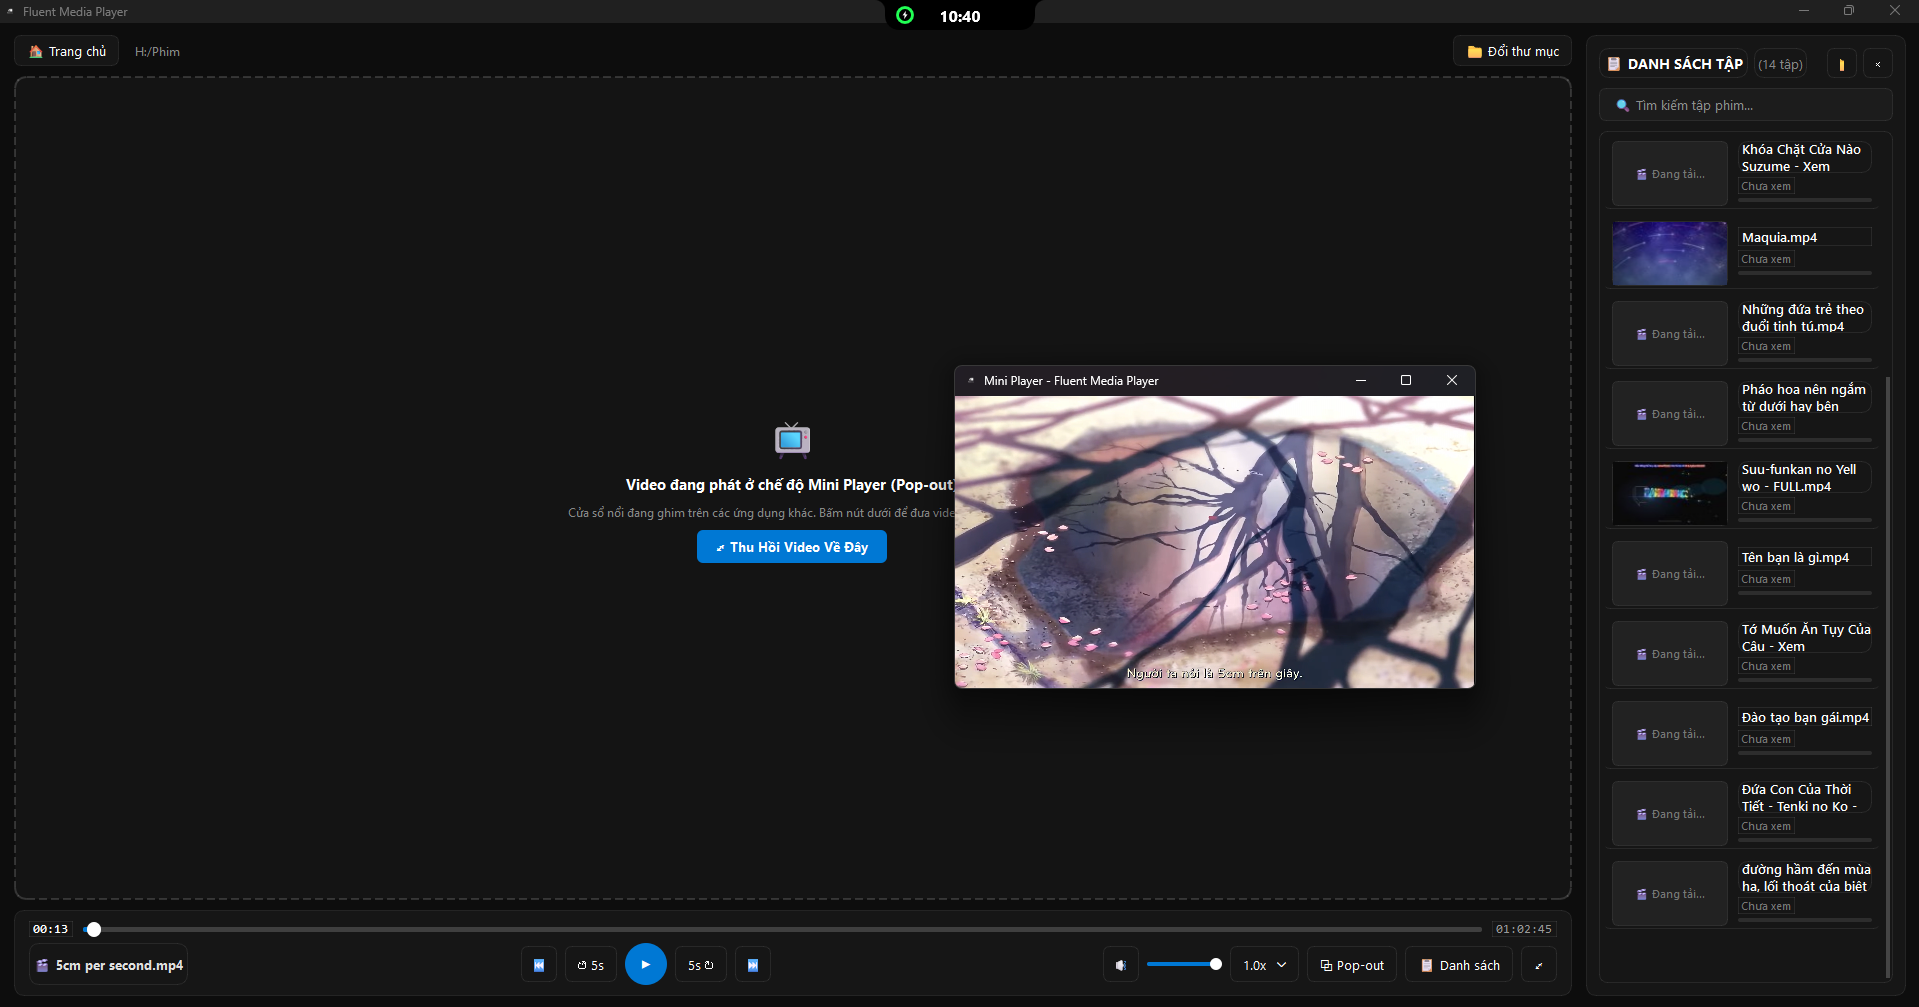 Fluent Media Player
10:40
Trang chủ
H:/Phim
Đổi thư mục
DANH SÁCH TẬP
(14 tập)
Tìm kiếm tập phim...
Đang tải...
Khóa Chặt Cửa Nào
Suzume - Xem
Chưa xem
Maquia.mp4
Chưa xem
Đang tải...
Những đứa trẻ theo
đuổi tinh tú.mp4
Chưa xem
Đang tải...
Pháo hoa nên ngắm
từ dưới hay bên
Chưa xem
Suu-funkan no Yell
wo - FULL.mp4
Chưa xem
Đang tải...
Tên bạn là gì.mp4
Chưa xem
Đang tải...
Tớ Muốn Ăn Tụy Của
Cậu - Xem
Chưa xem
Đang tải...
Đào tạo bạn gái.mp4
Chưa xem
Đang tải...
Đứa Con Của Thời
Tiết - Tenki no Ko -
Chưa xem
Đang tải...
đường hầm đến mùa
hạ, lối thoát của biệt
Chưa xem
Video đang phát ở chế độ Mini Player (Pop-out)
Cửa sổ nổi đang ghim trên các ứng dụng khác. Bấm nút dưới để đưa vide
Thu Hồi Video Về Đây
Mini Player - Fluent Media Player
Người ta nói là 5cm trên giây.
00:13
01:02:45
5cm per second.mp4
5s
5s
1.0x
Pop-out
Danh sách